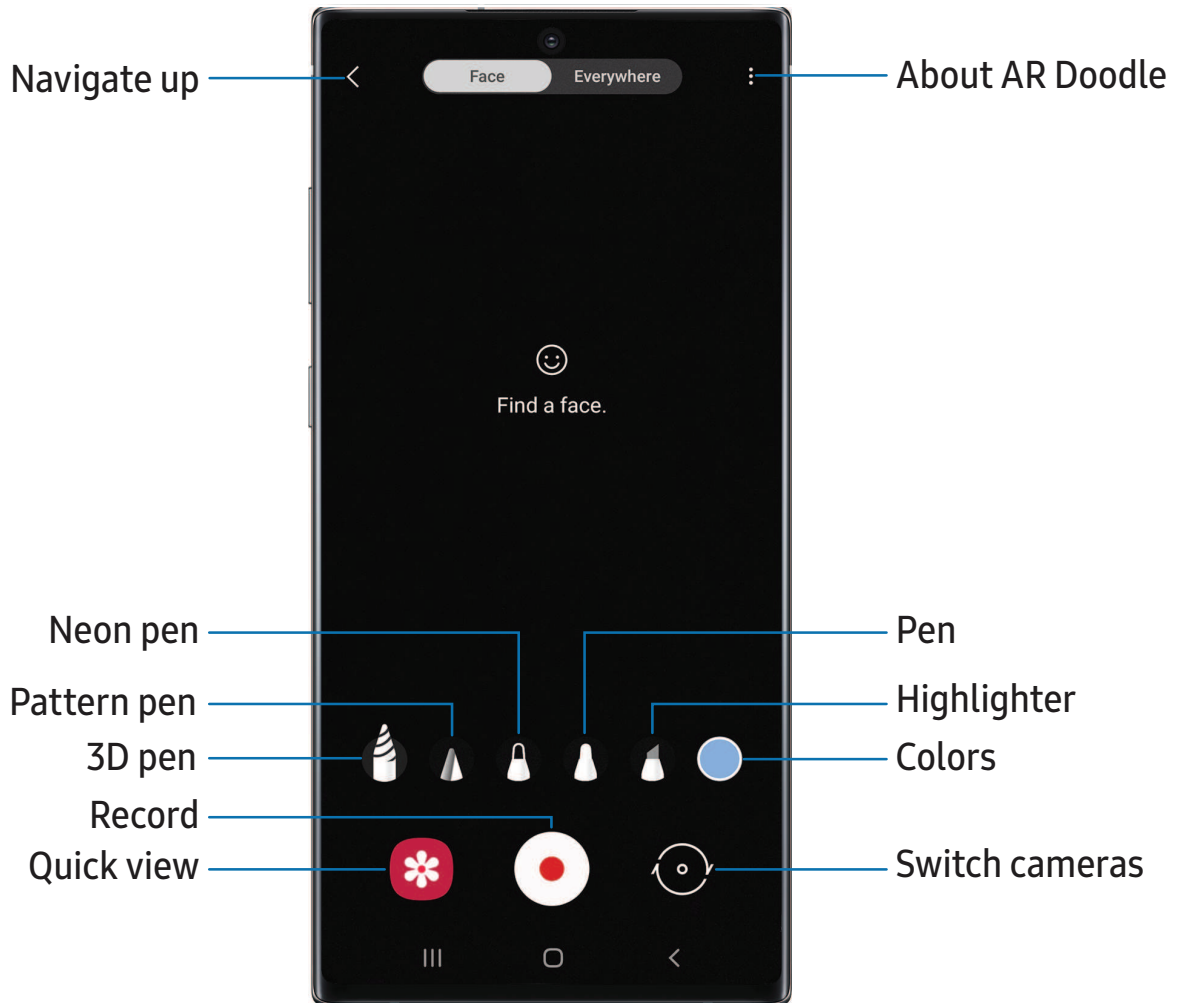 Navigate up
Face
Everywhere
About AR Doodle
Find a face.
Neon pen
Pen
Pattern pen
Highlighter
3D pen
Colors
Record
Quick view
Switch cameras